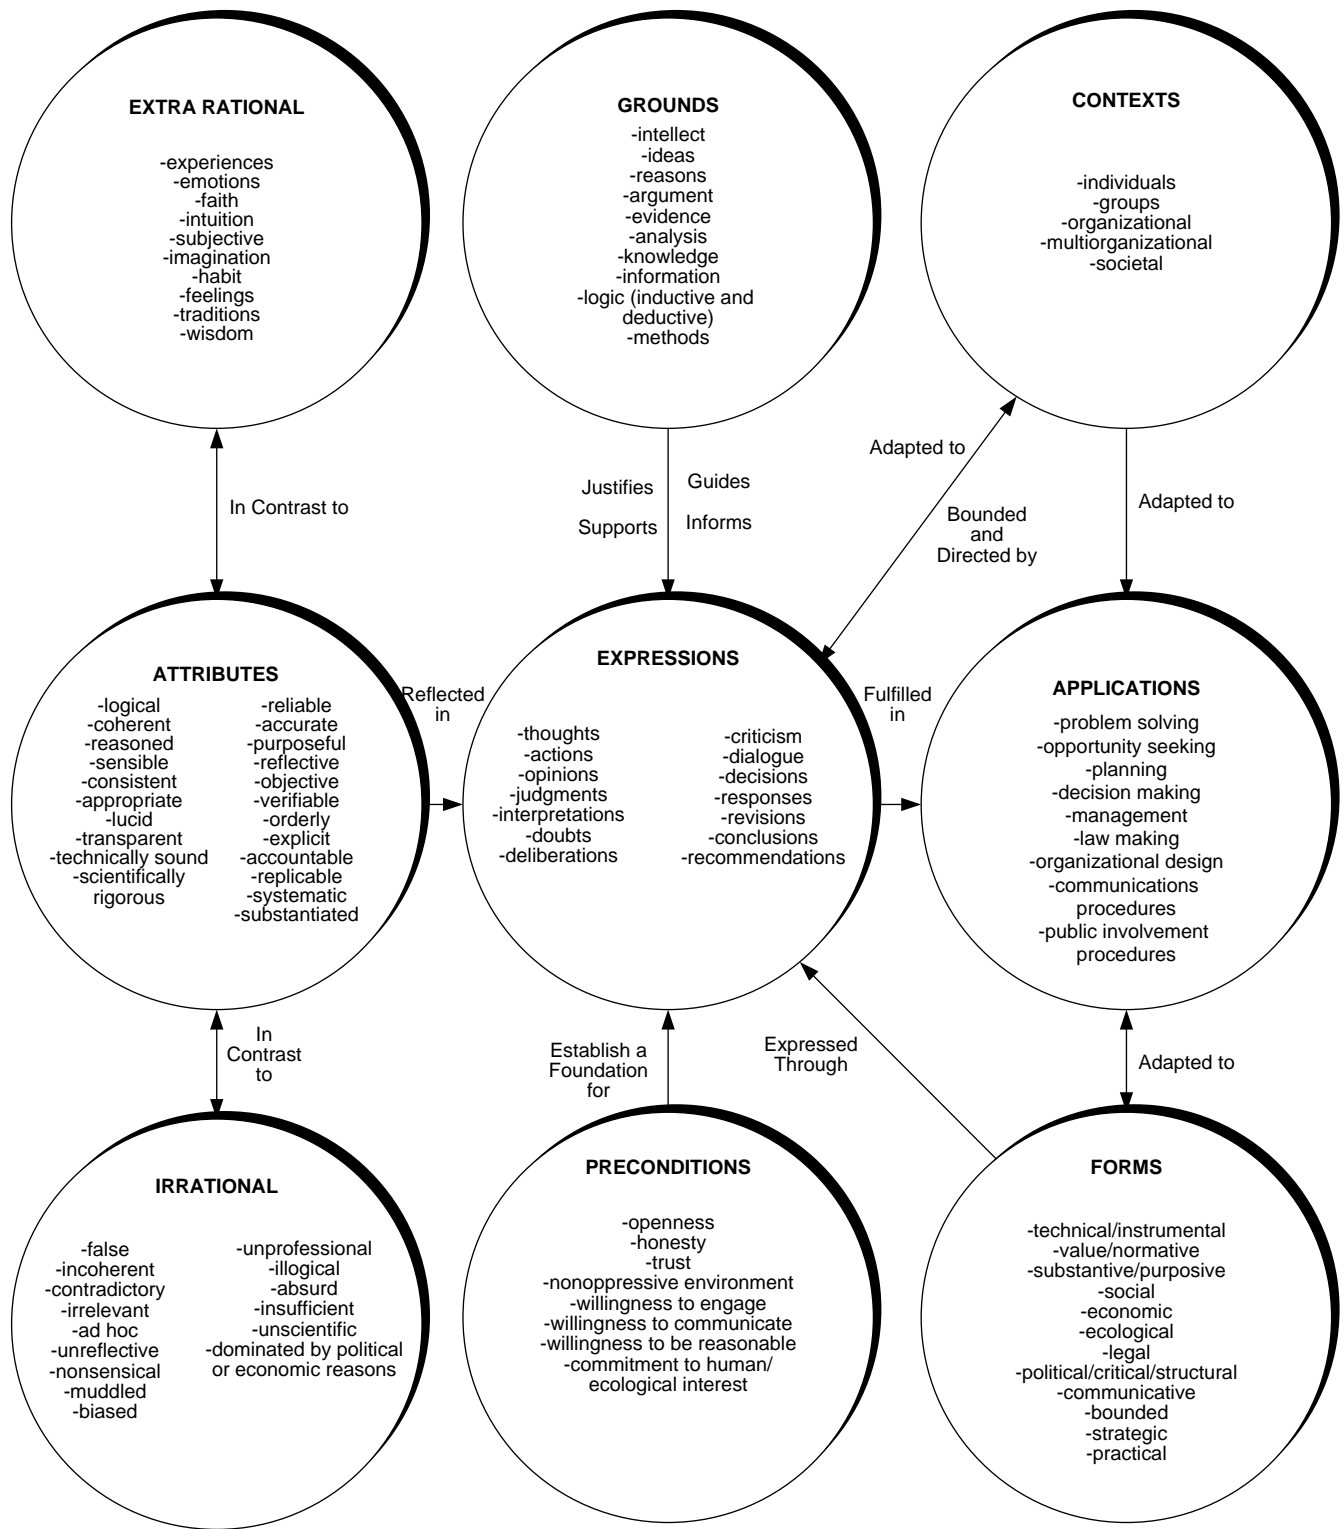 EXTRA RATIONAL
-experiences
-emotions
-faith
-intuition
-subjective
-imagination
-habit
-feelings
-traditions
-wisdom
GROUNDS
-intellect
-ideas
-reasons
-argument
-evidence
-analysis
-knowledge
-information
-logic (inductive and
deductive)
-methods
CONTEXTS
-individuals
-groups
-organizational
-multiorganizational
-societal
In Contrast to
Justifies
Guides
Supports
Informs
Adapted to
Bounded
and
Directed by
Adapted to
ATTRIBUTES
-logical
-coherent
-reasoned
-sensible
-consistent
-appropriate
-lucid
-transparent
-technically sound
-scientifically
rigorous
-reliable
-accurate
-purposeful
-reflective
-objective
-verifiable
-orderly
-explicit
-accountable
-replicable
-systematic
-substantiated
Reflected
in
EXPRESSIONS
-thoughts
-actions
-opinions
-judgments
-interpretations
-doubts
-deliberations
-criticism
-dialogue
-decisions
-responses
-revisions
-conclusions
-recommendations
Fulfilled
in
APPLICATIONS
-problem solving
-opportunity seeking
-planning
-decision making
-management
-law making
-organizational design
-communications
procedures
-public involvement
procedures
In
Contrast
to
Establish a
Foundation
for
Expressed
Through
Adapted to
IRRATIONAL
-false
-incoherent
-contradictory
-irrelevant
-ad hoc
-unreflective
-nonsensical
-muddled
-biased
-unprofessional
-illogical
-absurd
-insufficient
-unscientific
-dominated by political
or economic reasons
PRECONDITIONS
-openness
-honesty
-trust
-nonoppressive environment
-willingness to engage
-willingness to communicate
-willingness to be reasonable
-commitment to human/
ecological interest
FORMS
-technical/instrumental
-value/normative
-substantive/purposive
-social
-economic
-ecological
-legal
-political/critical/structural
-communicative
-bounded
-strategic
-practical